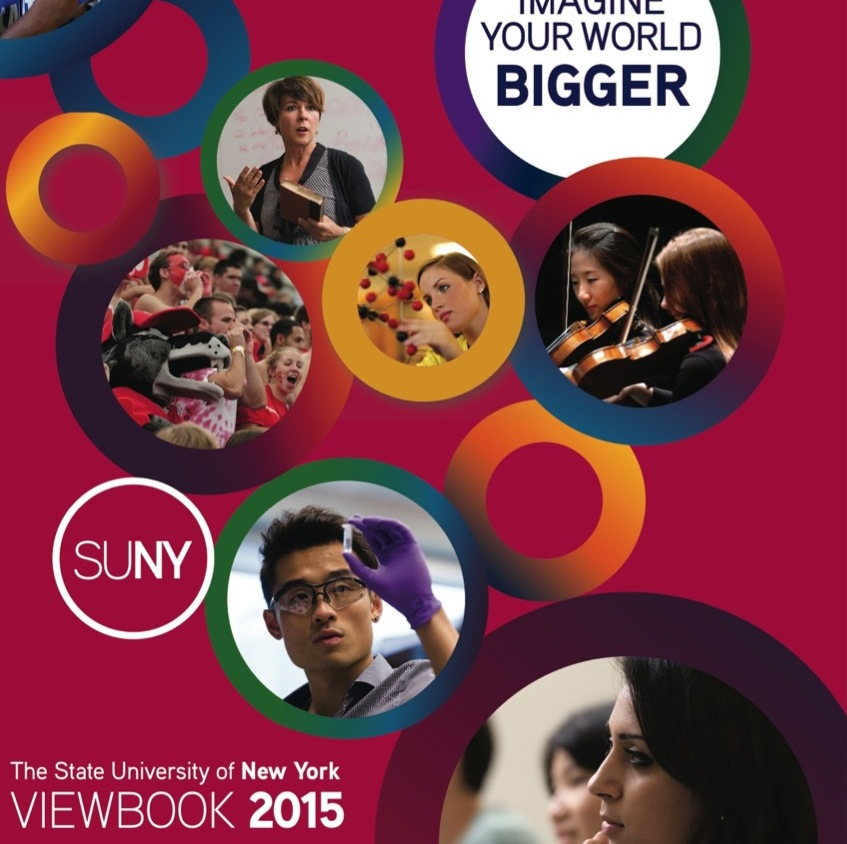 IMAGINE
YOUR WORLD
BIGGER
SUNY
The State University of New York
VIEWBOOK 2015